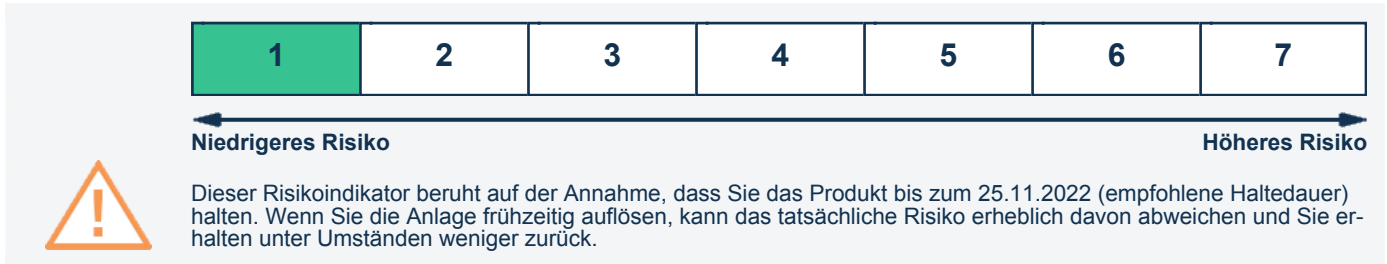 1 2 3 4 5 6 7
Niedrigeres Risiko Höheres Risiko
Dieser Risikoindikator beruht auf der Annahme, dass Sie das Produkt bis zum 25.11.2022 (empfohlene Haltedauer)
halten. Wenn Sie die Anlage frühzeitig auflösen, kann das tatsächliche Risiko erheblich davon abweichen und Sie er-
halten unter Umständen weniger zurück.